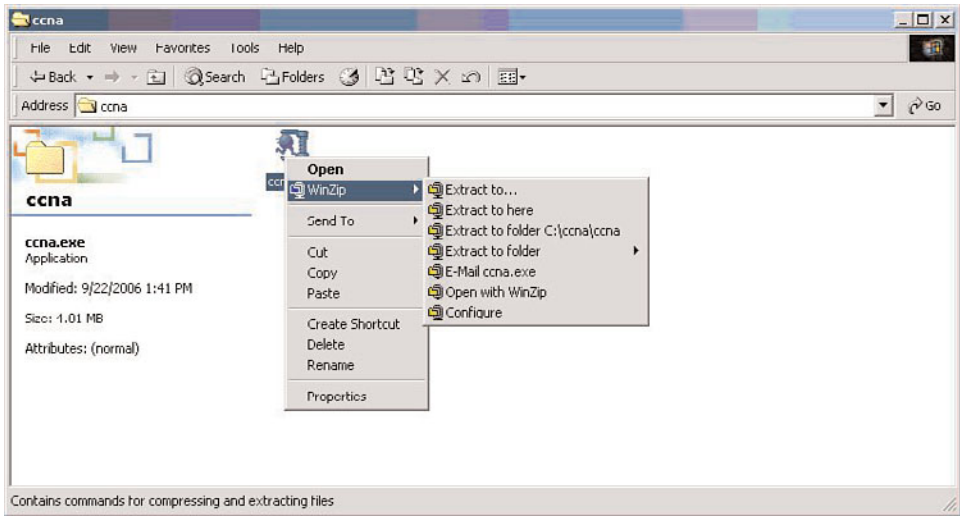 ccna
File Edit View Favorites Tools Help
Back Search Folders
Address ccna Go
ccna
ccna.exe
Application
Modified: 9/22/2006 1:41 PM
Size: 4.01 MB
Attributes: (normal)
Open
WinZip
Send To
Cut
Copy
Paste
Create Shortcut
Delete
Rename
Properties
Extract to...
Extract to here
Extract to folder C:\ccna\ccna
Extract to folder
E-Mail ccna.exe
Open with WinZip
Configure
Contains commands for compressing and extracting files